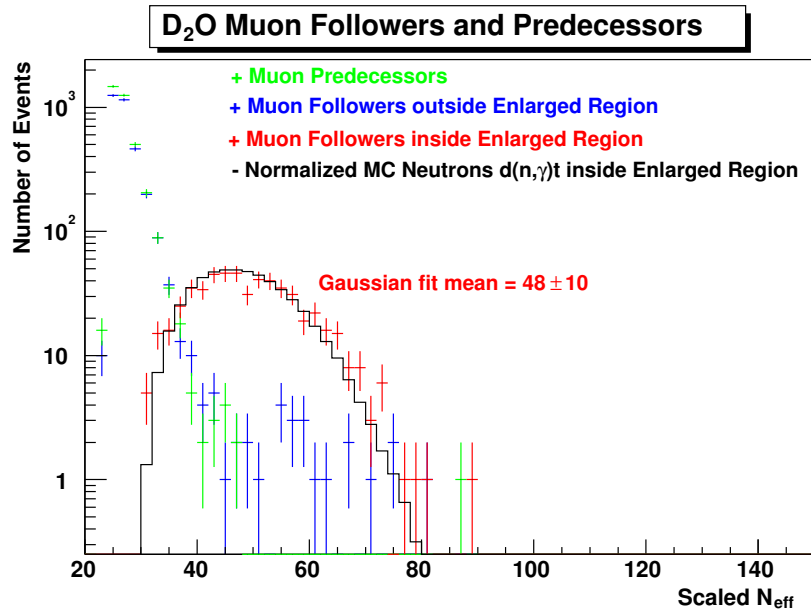 D₂O Muon Followers and Predecessors
+ Muon Predecessors
+ Muon Followers outside Enlarged Region
+ Muon Followers inside Enlarged Region
- Normalized MC Neutrons d(n,γ)t inside Enlarged Region
Gaussian fit mean = 48 ± 10
Number of Events
10³
10²
10
1
20 40 60 80 100 120 140
Scaled N_eff